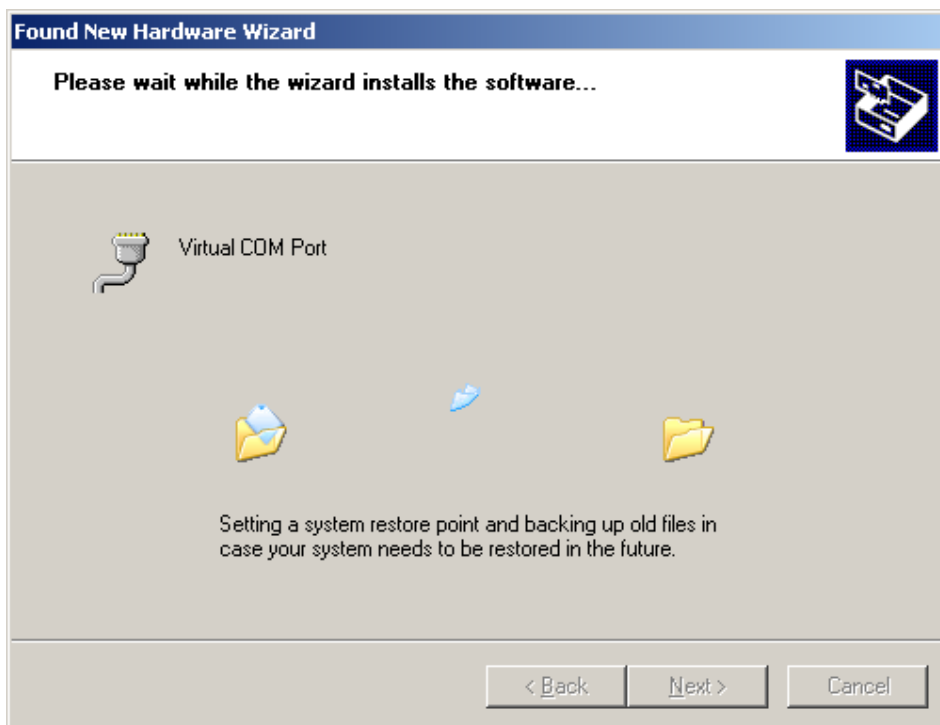 Found New Hardware Wizard
Please wait while the wizard installs the software...
Virtual COM Port
Setting a system restore point and backing up old files in
case your system needs to be restored in the future.
< Back
Next >
Cancel